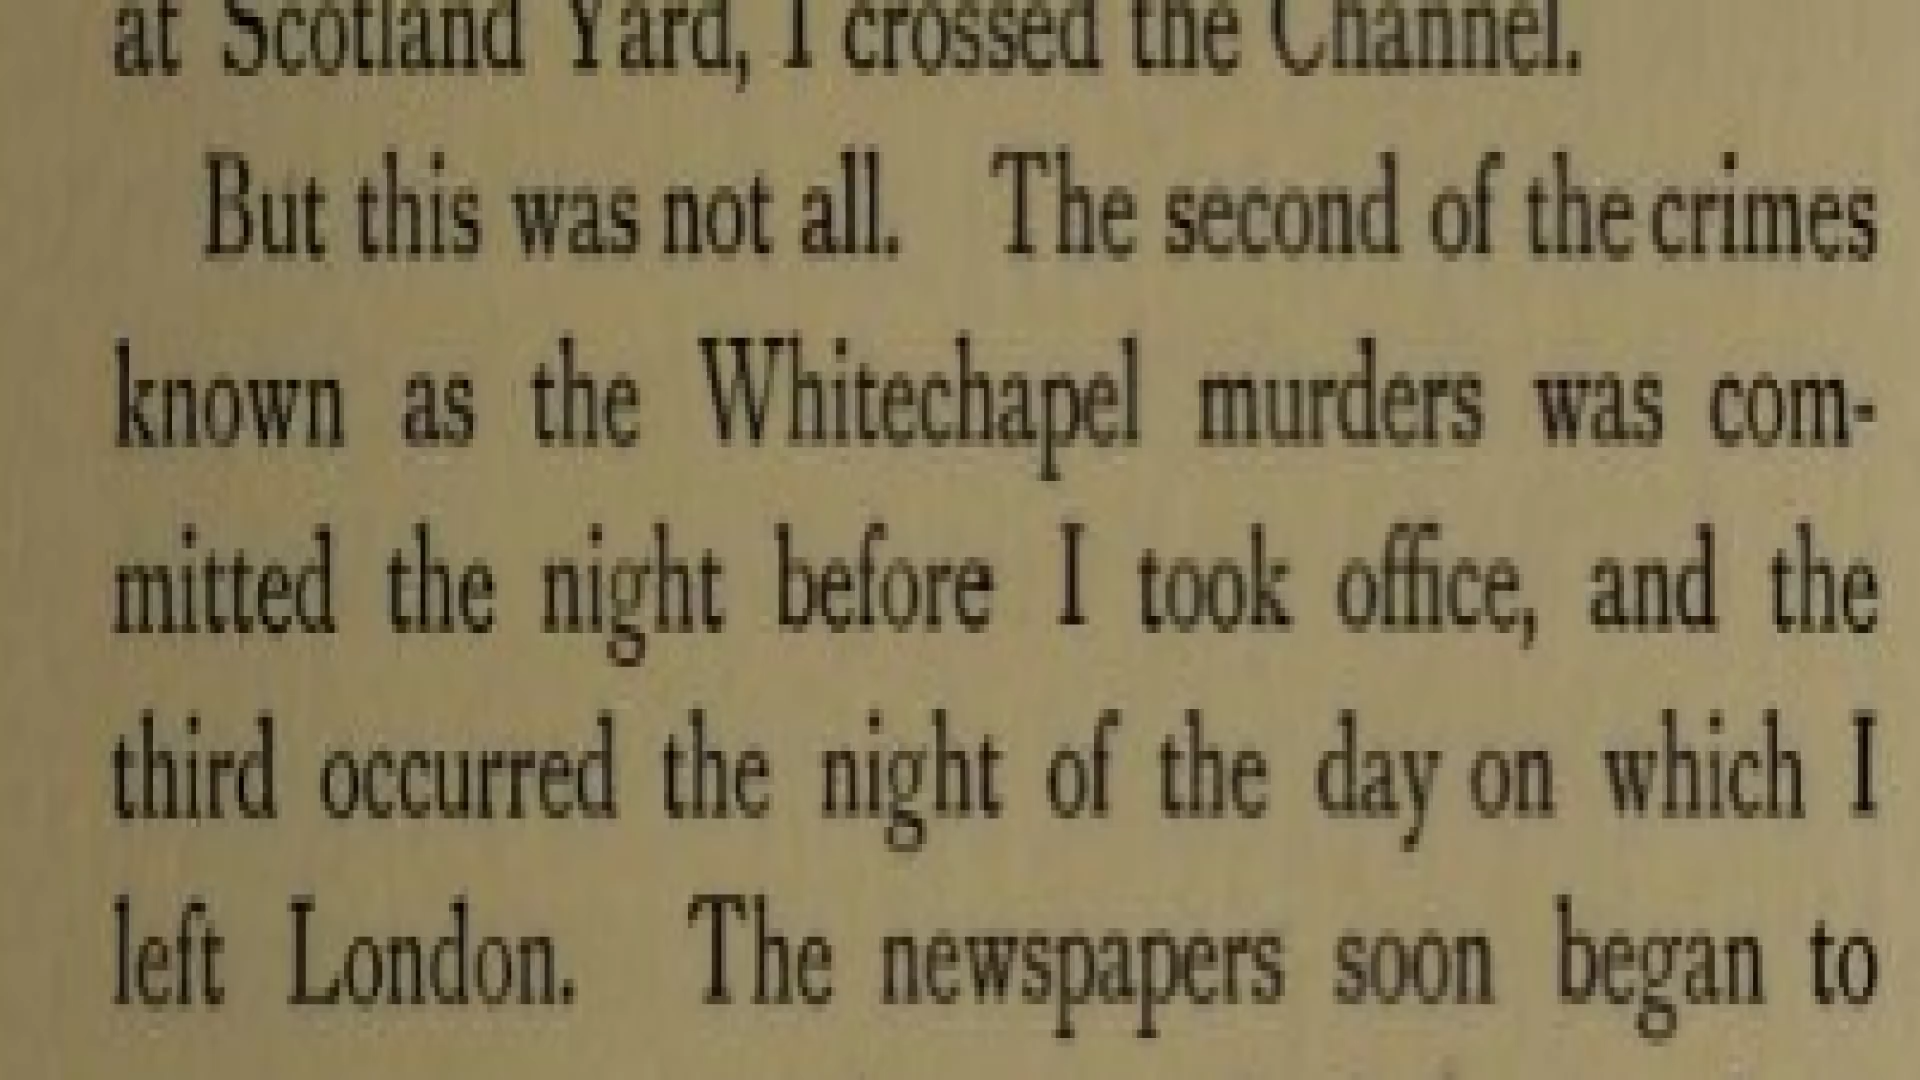 at Scotland Yard, I crossed the Channel.
But this was not all. The second of the crimes
known as the Whitechapel murders was com-
mitted the night before I took office, and the
third occurred the night of the day on which I
left London. The newspapers soon began to